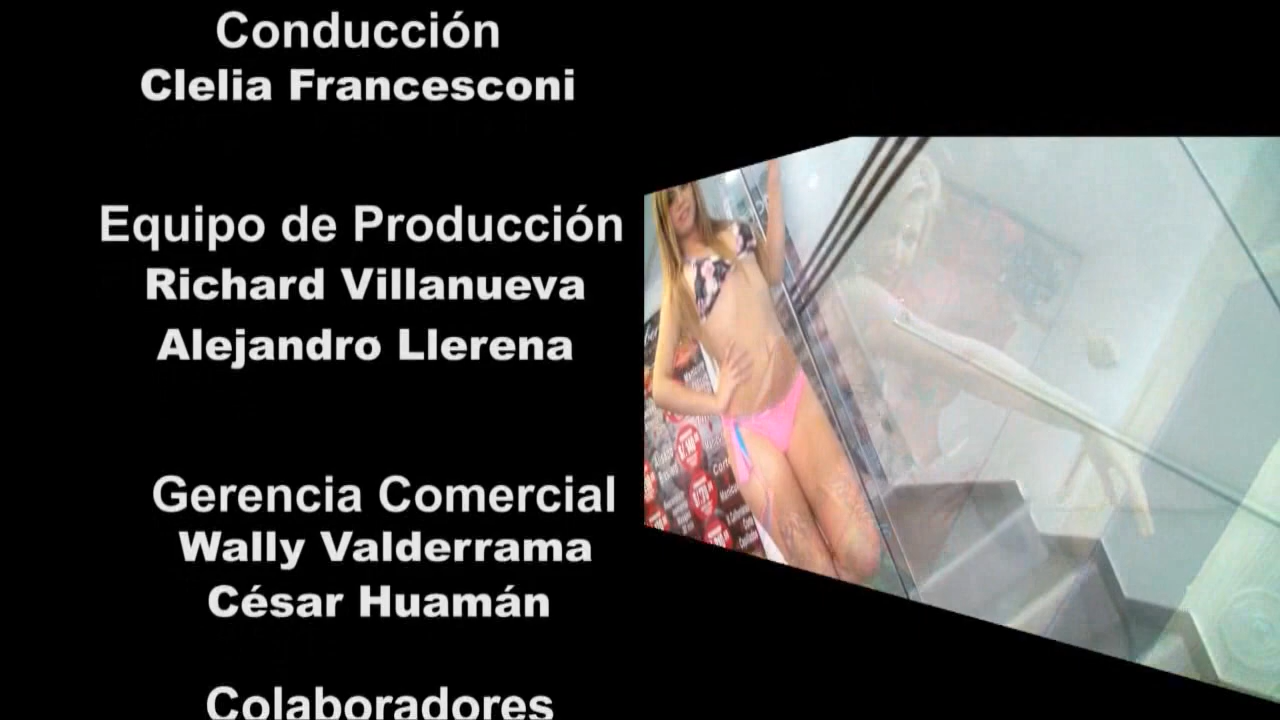 Conducción
Clelia Francesconi
Equipo de Producción
Richard Villanueva
Alejandro Llerena
Gerencia Comercial
Wally Valderrama
César Huamán
Colaboradores